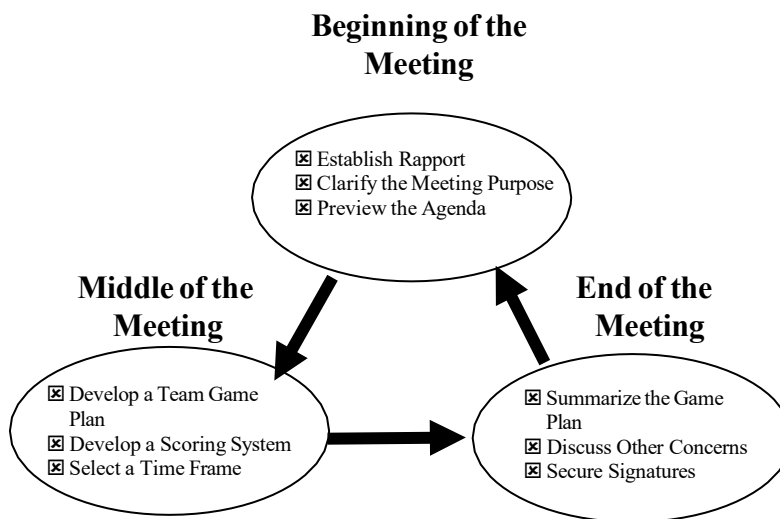 Beginning of the
Meeting
☒ Establish Rapport
☒ Clarify the Meeting Purpose
☒ Preview the Agenda
Middle of the
Meeting
☒ Develop a Team Game
Plan
☒ Develop a Scoring System
☒ Select a Time Frame
End of the
Meeting
☒ Summarize the Game
Plan
☒ Discuss Other Concerns
☒ Secure Signatures